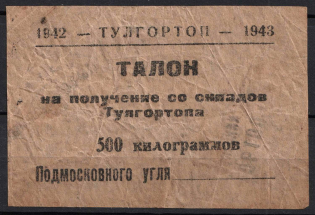 1942 — ТУЛГОРТОП — 1943
ТАЛОН
на получение со складов
Тулгортопа
500 килограммов
Подмосковного угля